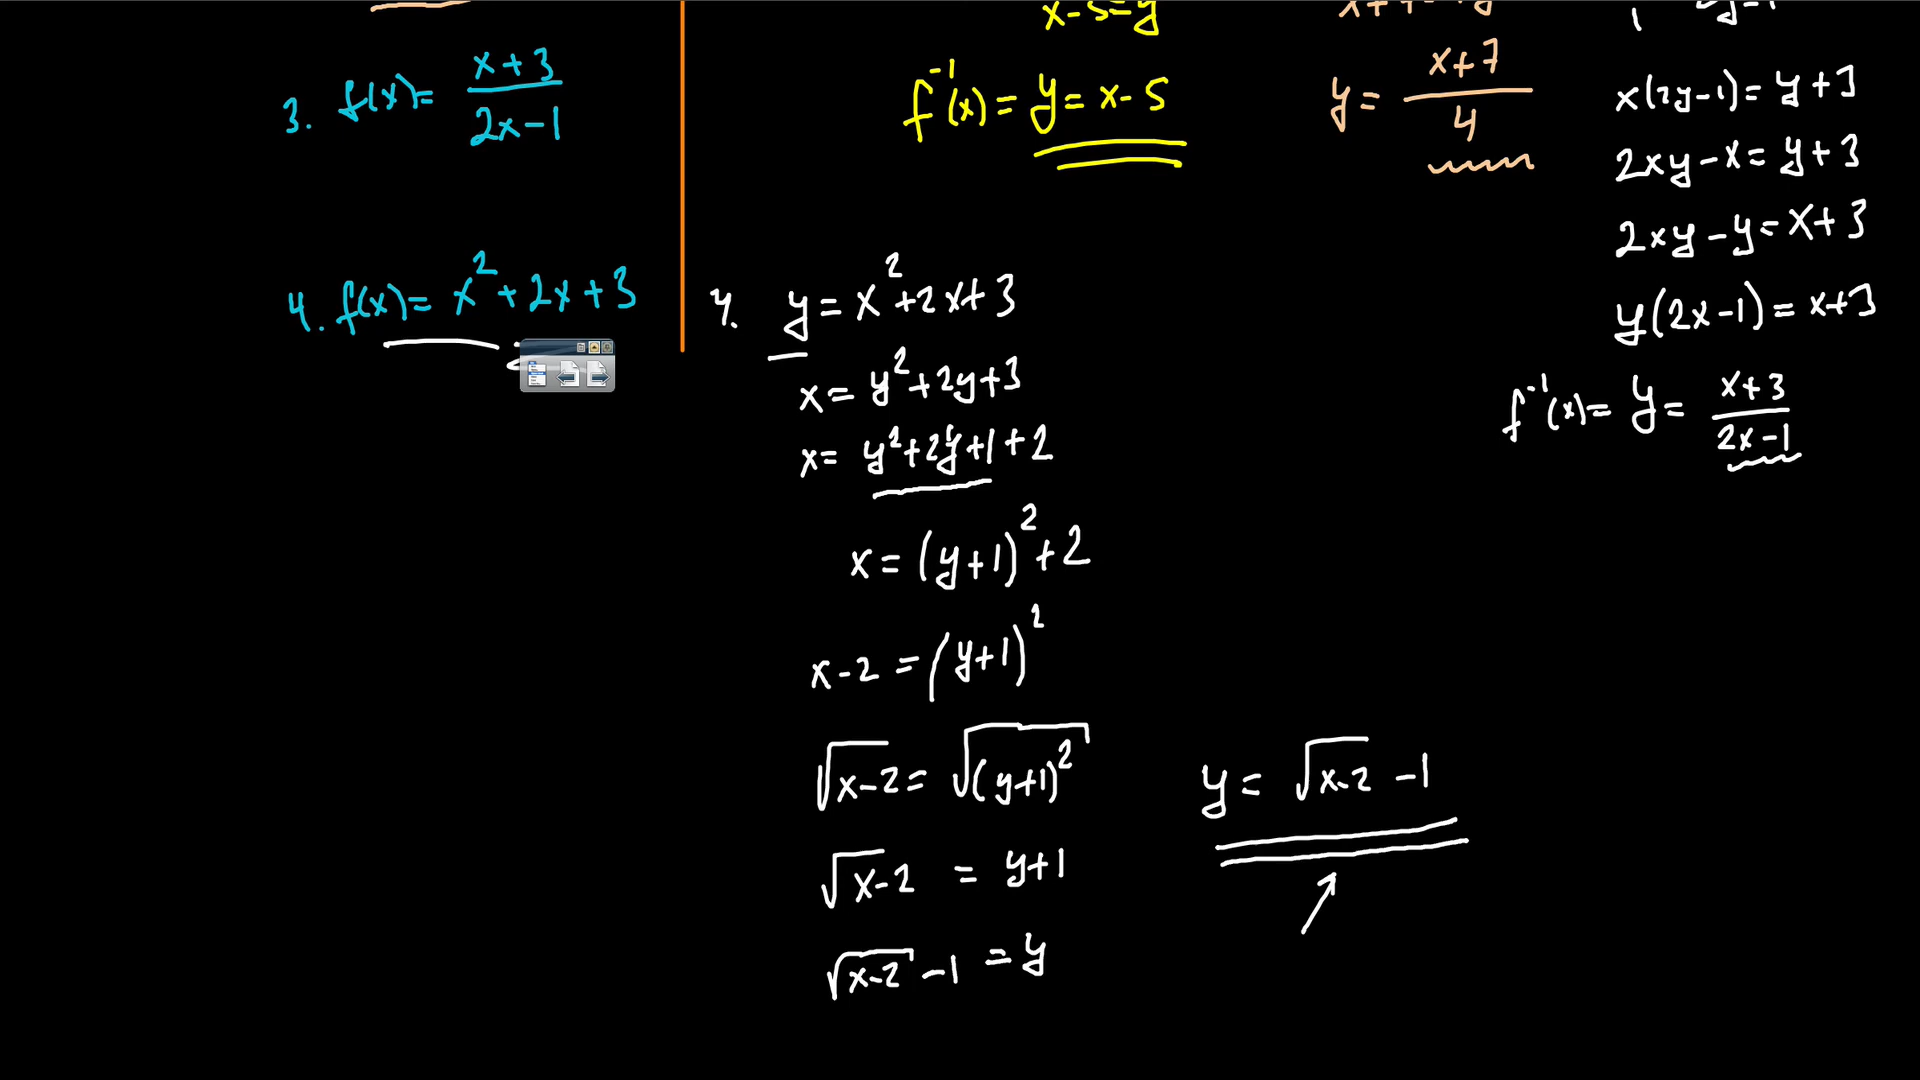 3. f(x)= x+3 / 2x-1
4. f(x)= x²+2x+3
x-5=y
f⁻¹(x)= y= x-5
y= x+7 / 4
x(2y-1)= y+3
2xy-x= y+3
2xy-y= x+3
y(2x-1)= x+3
f⁻¹(x)= y= x+3 / 2x-1
4. y= x²+2x+3
x= y²+2y+3
x= y²+2y+1+2
x= (y+1)²+2
x-2 = (y+1)²
√x-2 = √(y+1)²
√x-2 = y+1
√x-2 -1 = y
y= √x-2 -1